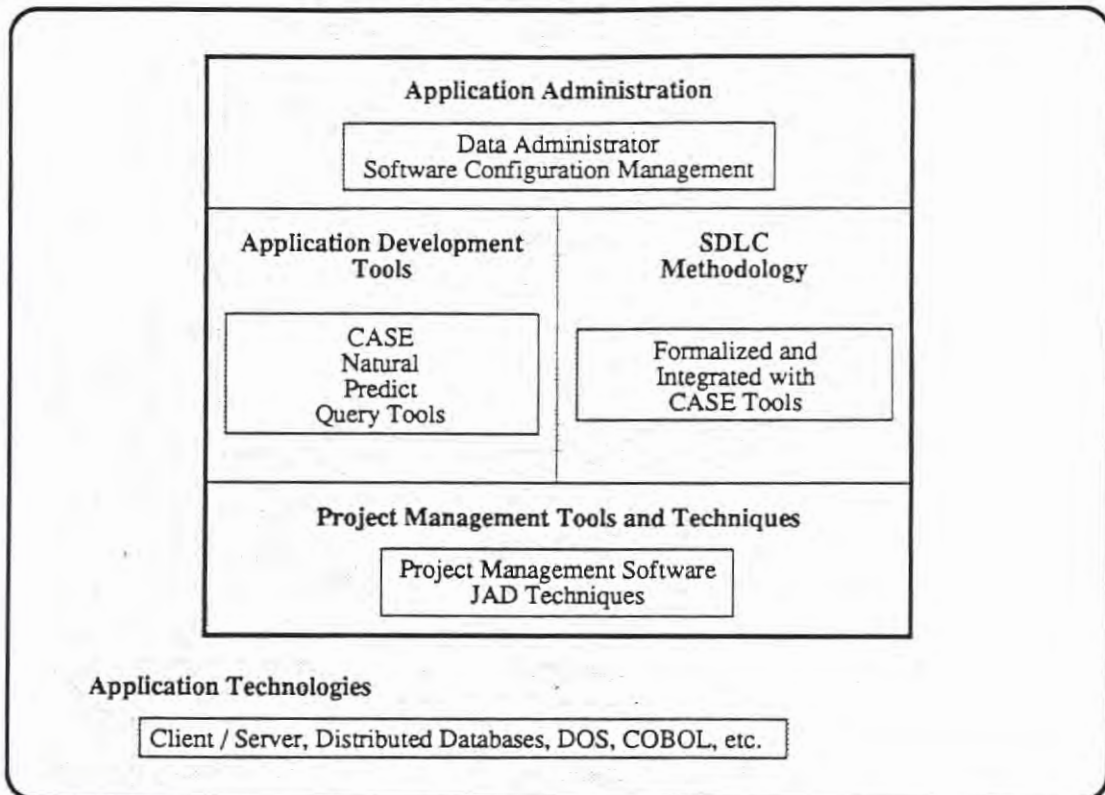 Application Administration
Data Administrator
Software Configuration Management
Application Development
Tools
CASE
Natural
Predict
Query Tools
SDLC
Methodology
Formalized and
Integrated with
CASE Tools
Project Management Tools and Techniques
Project Management Software
JAD Techniques
Application Technologies
Client / Server, Distributed Databases, DOS, COBOL, etc.